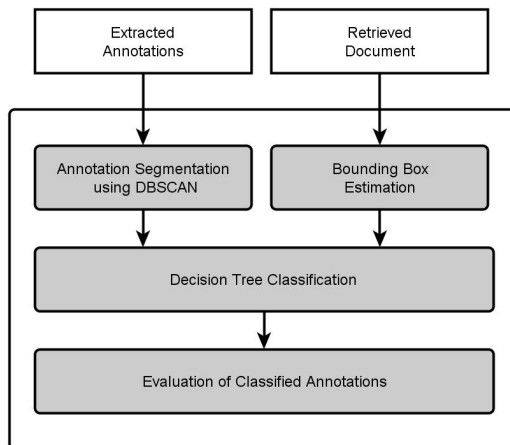 Extracted
Annotations
Retrieved
Document
Annotation Segmentation
using DBSCAN
Bounding Box
Estimation
Decision Tree Classification
Evaluation of Classified Annotations